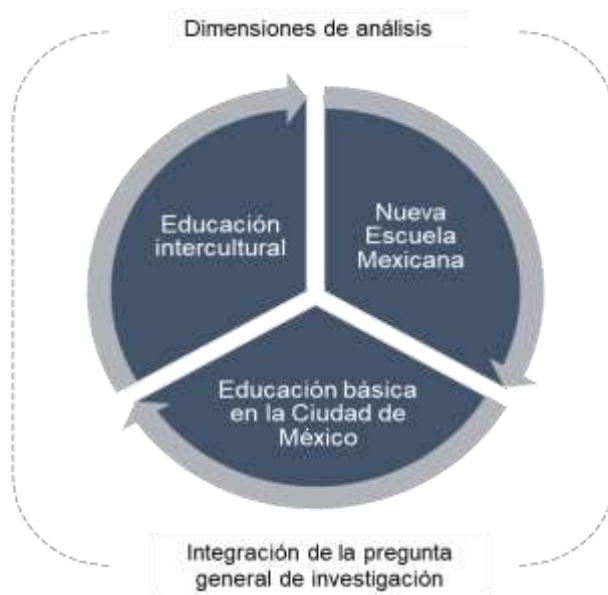 Dimensiones de análisis
Educación
intercultural
Nueva
Escuela
Mexicana
Educación básica
en la Ciudad de
México
Integración de la pregunta
general de investigación